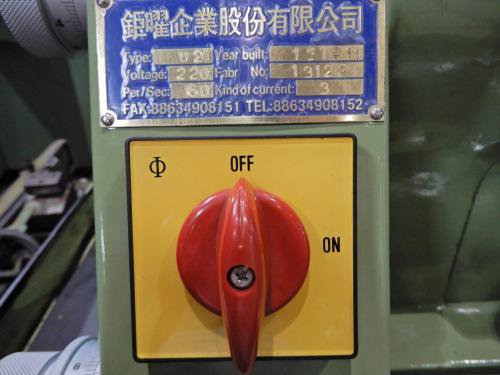 鉅曜企業股份有限公司
Type: U2 Year built:
Voltage: 220 Fabr No:
Per/Sec: 60 Kind of current: 3
FAX:88634908151 TEL:88634908152
Φ OFF
ON